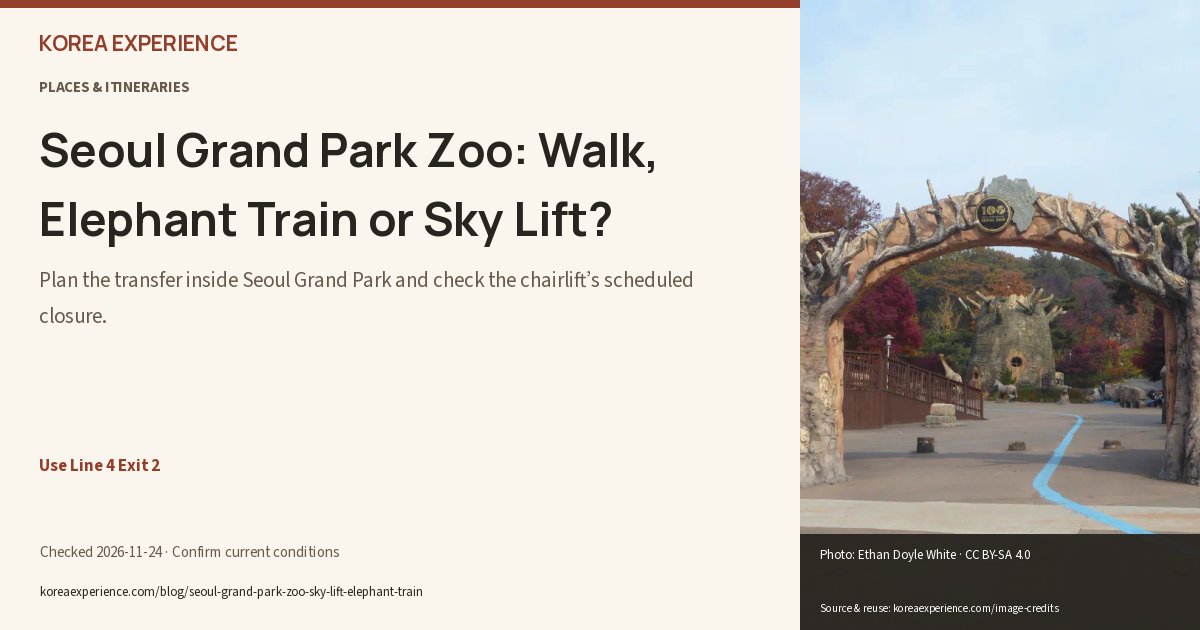 KOREA EXPERIENCE
PLACES & ITINERARIES
Seoul Grand Park Zoo: Walk,
Elephant Train or Sky Lift?
Plan the transfer inside Seoul Grand Park and check the chairlift’s scheduled
closure.
Use Line 4 Exit 2
Checked 2026-11-24 · Confirm current conditions
koreaexperience.com/blog/seoul-grand-park-zoo-sky-lift-elephant-train
100
SEOUL ZOO
Photo: Ethan Doyle White · CC BY-SA 4.0
Source & reuse: koreaexperience.com/image-credits